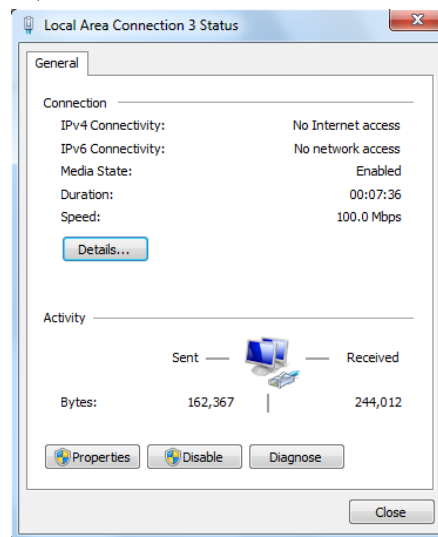 Local Area Connection 3 Status
General
Connection
IPv4 Connectivity: No Internet access
IPv6 Connectivity: No network access
Media State: Enabled
Duration: 00:07:36
Speed: 100.0 Mbps
Details...
Activity
Sent — — Received
Bytes: 162,367 | 244,012
Properties Disable Diagnose
Close